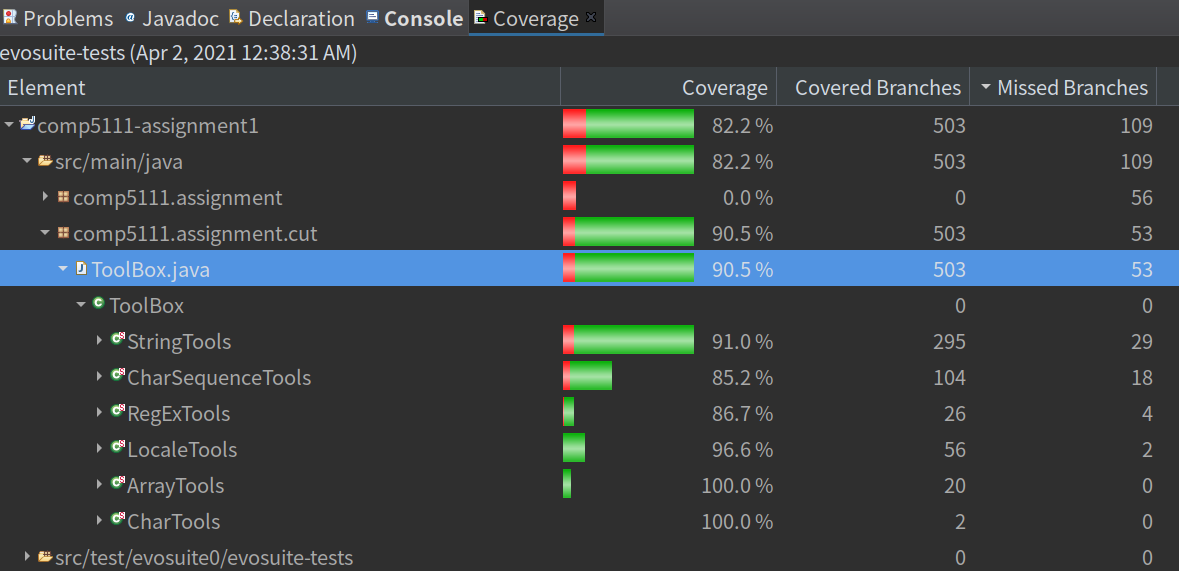 Problems Javadoc Declaration Console Coverage
evosuite-tests (Apr 2, 2021 12:38:31 AM)
Element Coverage Covered Branches Missed Branches
comp5111-assignment1 82.2 % 503 109
src/main/java 82.2 % 503 109
comp5111.assignment 0.0 % 0 56
comp5111.assignment.cut 90.5 % 503 53
ToolBox.java 90.5 % 503 53
ToolBox 0 0
StringTools 91.0 % 295 29
CharSequenceTools 85.2 % 104 18
RegExTools 86.7 % 26 4
LocaleTools 96.6 % 56 2
ArrayTools 100.0 % 20 0
CharTools 100.0 % 2 0
src/test/evosuite0/evosuite-tests 0 0